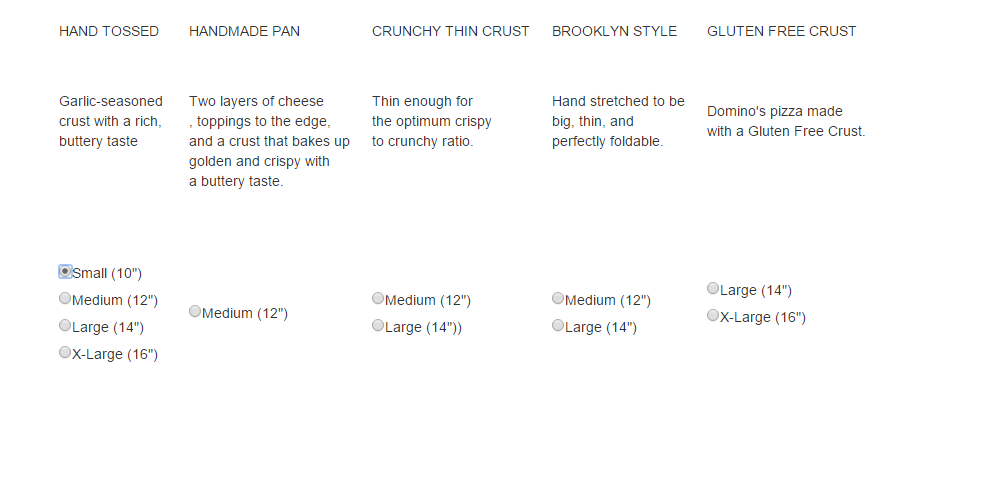 HAND TOSSED
HANDMADE PAN
CRUNCHY THIN CRUST
BROOKLYN STYLE
GLUTEN FREE CRUST
Garlic-seasoned
crust with a rich,
buttery taste
Two layers of cheese
, toppings to the edge,
and a crust that bakes up
golden and crispy with
a buttery taste.
Thin enough for
the optimum crispy
to crunchy ratio.
Hand stretched to be
big, thin, and
perfectly foldable.
Domino's pizza made
with a Gluten Free Crust.
Small (10")
Medium (12")
Large (14")
X-Large (16")
Medium (12")
Medium (12")
Large (14"))
Medium (12")
Large (14")
Large (14")
X-Large (16")